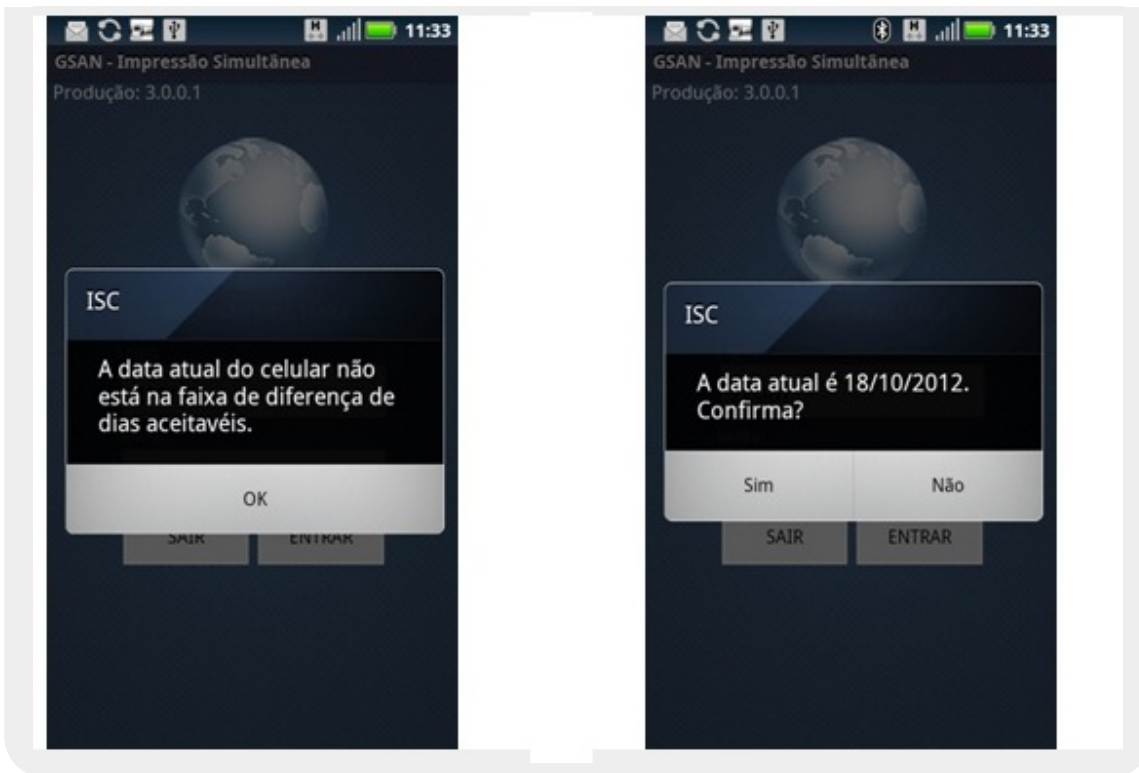 11:33
GSAN - Impressão Simultânea
Produção: 3.0.0.1
ISC
A data atual do celular não
está na faixa de diferença de
dias aceitavéis.
OK
SAIR ENTRAR
11:33
GSAN - Impressão Simultânea
Produção: 3.0.0.1
ISC
A data atual é 18/10/2012.
Confirma?
Sim Não
SAIR ENTRAR